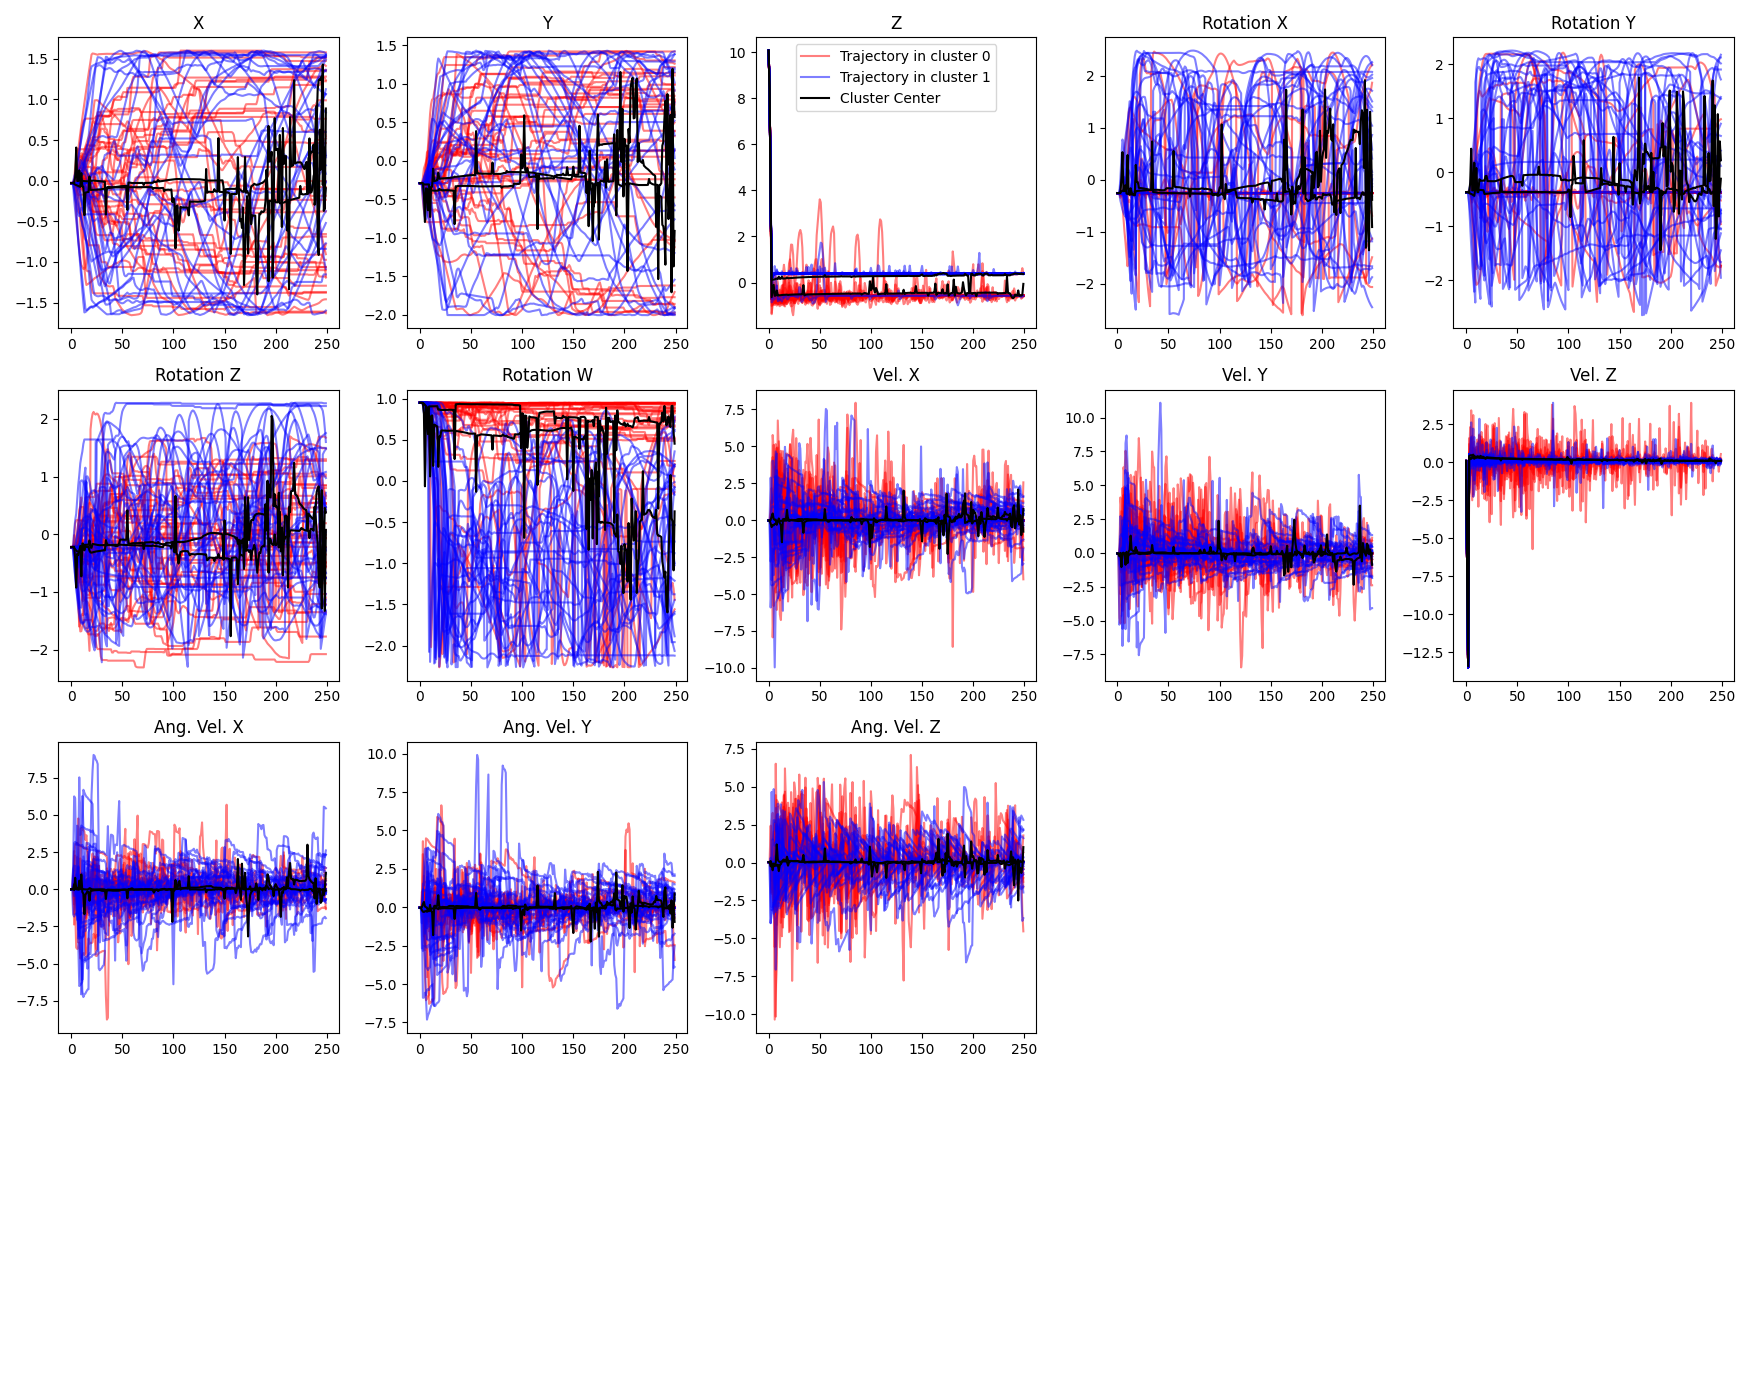 X Y Z Rotation X Rotation Y
1.5 1.0 0.5 0.0 −0.5 −1.0 −1.5
0 50 100 150 200 250
1.5 1.0 0.5 0.0 −0.5 −1.0 −1.5 −2.0
0 50 100 150 200 250
10 8 6 4 2 0
Trajectory in cluster 0
Trajectory in cluster 1
Cluster Center
0 50 100 150 200 250
2 1 0 −1 −2
0 50 100 150 200 250
2 1 0 −1 −2
0 50 100 150 200 250
Rotation Z Rotation W Vel. X Vel. Y Vel. Z
2 1 0 −1 −2
0 50 100 150 200 250
1.0 0.5 0.0 −0.5 −1.0 −1.5 −2.0
0 50 100 150 200 250
7.5 5.0 2.5 0.0 −2.5 −5.0 −7.5 −10.0
0 50 100 150 200 250
10.0 7.5 5.0 2.5 0.0 −2.5 −5.0 −7.5
0 50 100 150 200 250
2.5 0.0 −2.5 −5.0 −7.5 −10.0 −12.5
0 50 100 150 200 250
Ang. Vel. X Ang. Vel. Y Ang. Vel. Z
7.5 5.0 2.5 0.0 −2.5 −5.0 −7.5
0 50 100 150 200 250
10.0 7.5 5.0 2.5 0.0 −2.5 −5.0 −7.5
0 50 100 150 200 250
7.5 5.0 2.5 0.0 −2.5 −5.0 −7.5 −10.0
0 50 100 150 200 250